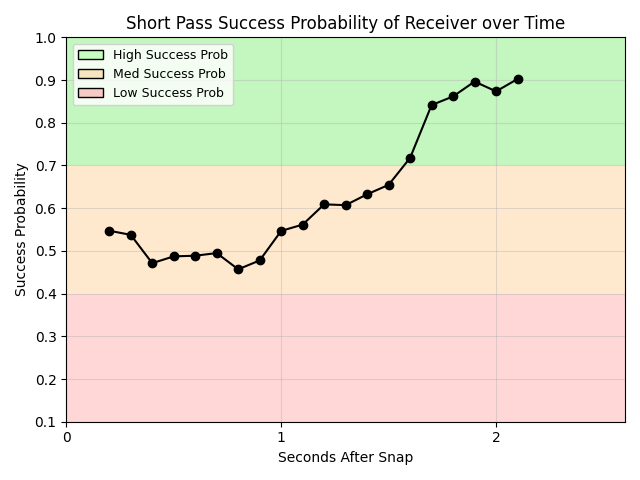 Short Pass Success Probability of Receiver over Time
1.0
0.9
0.8
0.7
0.6
0.5
0.4
0.3
0.2
0.1
Success Probability
High Success Prob
Med Success Prob
Low Success Prob
0 1 2
Seconds After Snap